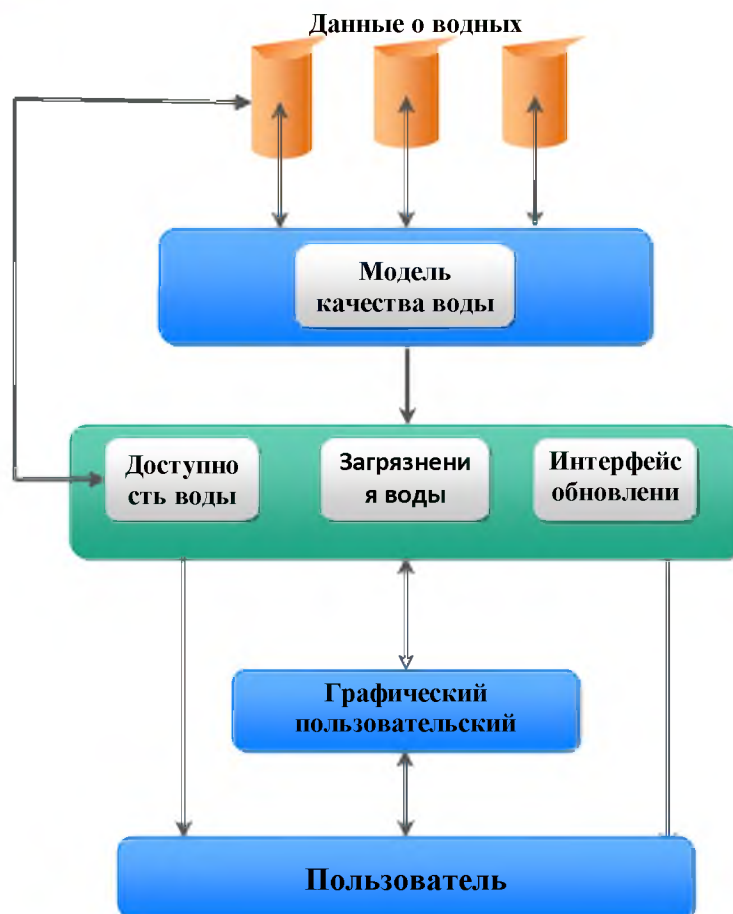 Данные о водных
Модель
качества воды
Доступно
сть воды
Загрязнени
я воды
Интерфейс
обновлени
Графический
пользовательский
Пользователь